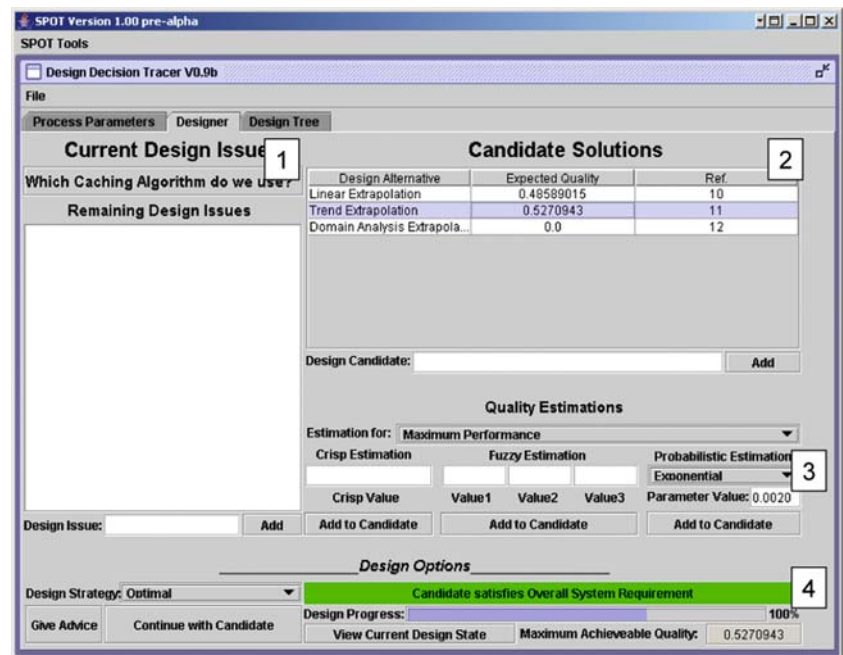 SPOT Version 1.00 pre-alpha
SPOT Tools
Design Decision Tracer V0.9b
File
Process Parameters Designer Design Tree
Current Design Issue
1
Which Caching Algorithm do we use?
Remaining Design Issues
Design Issue: Add
Candidate Solutions
2
Design Alternative Expected Quality Ref.
Linear Extrapolation 0.48589015 10
Trend Extrapolation 0.5270943 11
Domain Analysis Extrapola... 0.0 12
Design Candidate: Add
Quality Estimations
Estimation for: Maximum Performance
Crisp Estimation Fuzzy Estimation Probabilistic Estimation
Exponential
3
Crisp Value Value1 Value2 Value3 Parameter Value: 0.0020
Add to Candidate Add to Candidate Add to Candidate
Design Options
Design Strategy: Optimal
Candidate satisfies Overall System Requirement
4
Give Advice Continue with Candidate
Design Progress: 100%
View Current Design State Maximum Achieveable Quality: 0.5270943